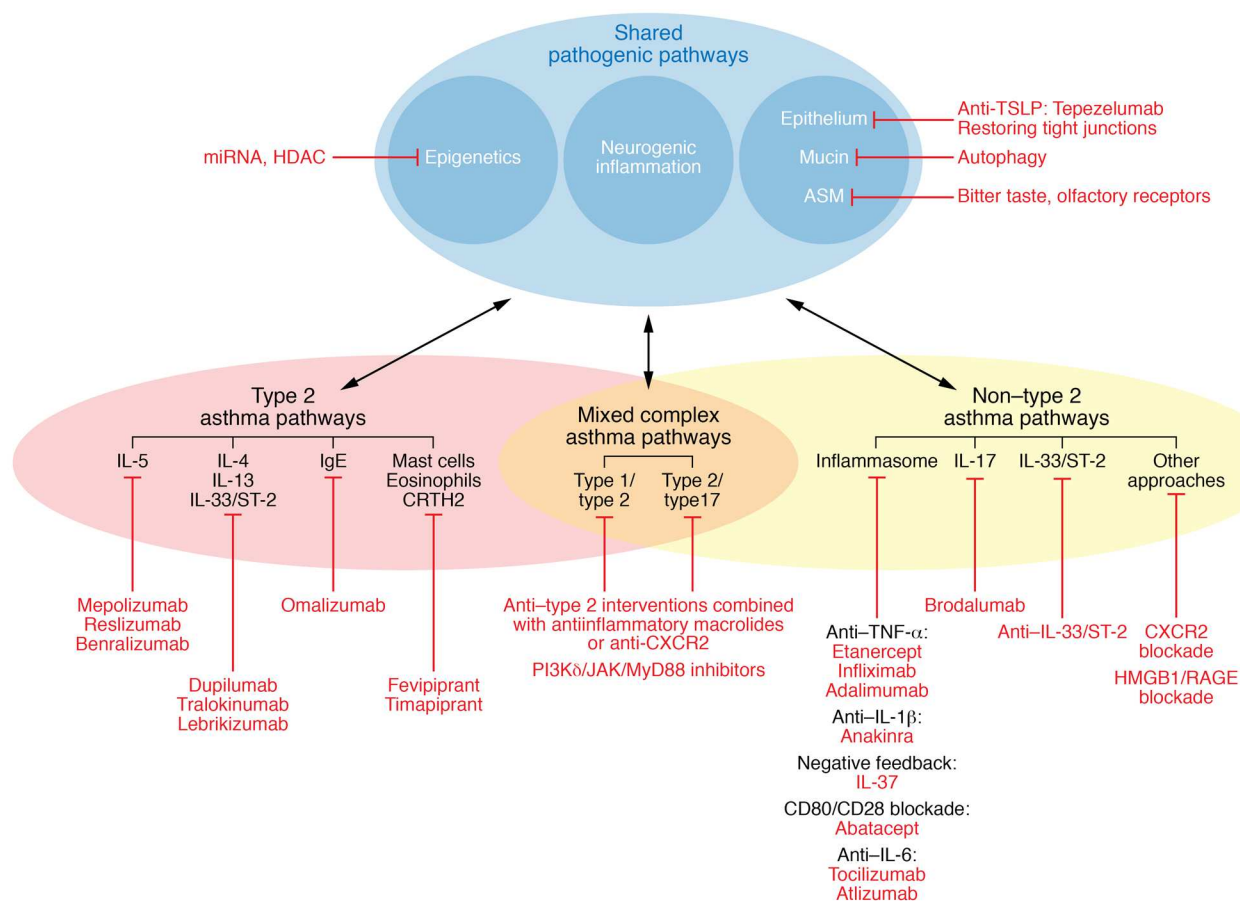 Shared
pathogenic pathways
Epithelium
Anti-TSLP: Tepezelumab
Restoring tight junctions
miRNA, HDAC
Epigenetics
Neurogenic
inflammation
Mucin
Autophagy
ASM
Bitter taste, olfactory receptors
Type 2
asthma pathways
IL-5
IL-4
IL-13
IL-33/ST-2
IgE
Mast cells
Eosinophils
CRTH2
Mepolizumab
Reslizumab
Benralizumab
Dupilumab
Tralokinumab
Lebrikizumab
Omalizumab
Fevipiprant
Timapiprant
Mixed complex
asthma pathways
Type 1/
type 2
Type 2/
type17
Anti–type 2 interventions combined
with antiinflammatory macrolides
or anti-CXCR2
PI3Kδ/JAK/MyD88 inhibitors
Non–type 2
asthma pathways
Inflammasome
IL-17
IL-33/ST-2
Other
approaches
Anti–TNF-α:
Etanercept
Infliximab
Adalimumab
Anti–IL-1β:
Anakinra
Negative feedback:
IL-37
CD80/CD28 blockade:
Abatacept
Anti–IL-6:
Tocilizumab
Atlizumab
Brodalumab
Anti–IL-33/ST-2
CXCR2
blockade
HMGB1/RAGE
blockade